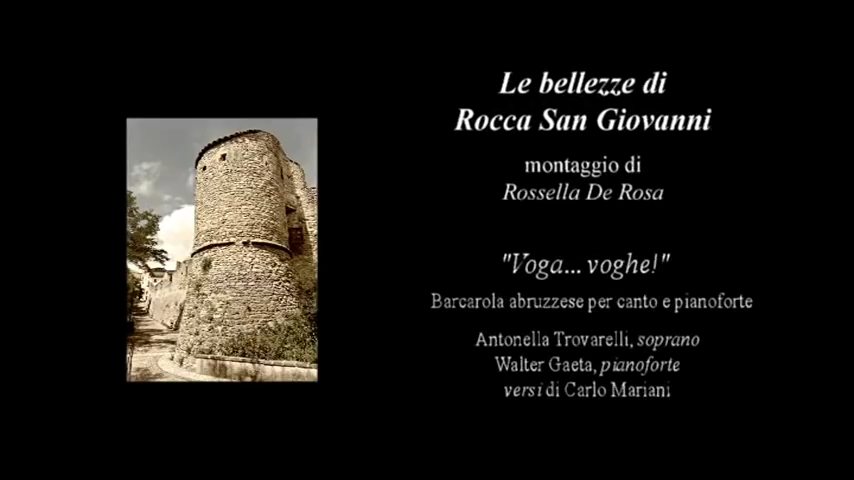 Le bellezze di
Rocca San Giovanni
montaggio di
Rossella De Rosa
"Voga... voghe!"
Barcarola abruzzese per canto e pianoforte
Antonella Trovarelli, soprano
Walter Gaeta, pianoforte
versi di Carlo Mariani